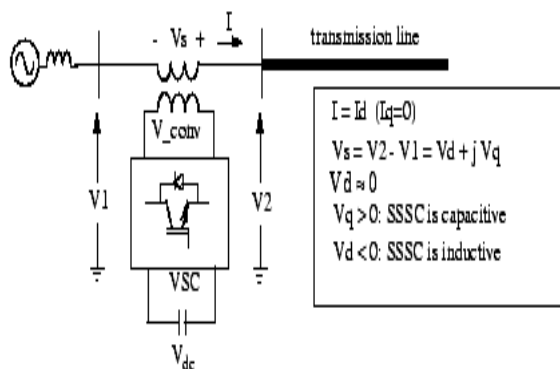 - Vs +
I
transmission line
V_conv
V1
V2
VSC
Vdc
I = Id (Iq=0)
Vs = V2 - V1 = Vd + j Vq
Vd ≈ 0
Vq > 0: SSSC is capacitive
Vd < 0: SSSC is inductive